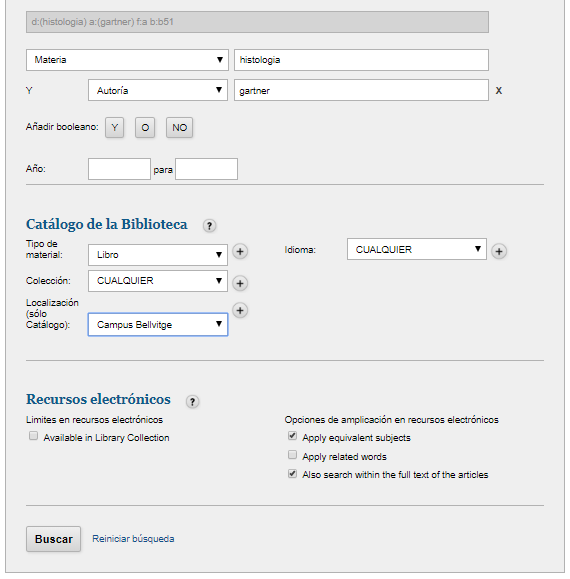 d:(histologia) a:(gartner) f:a b:b51
Materia histologia
Y Autoría gartner X
Añadir booleano: Y O NO
Año: para
Catálogo de la Biblioteca ?
Tipo de material: Libro + Idioma: CUALQUIER +
Colección: CUALQUIER +
Localización (sólo Catálogo): Campus Bellvitge +
Recursos electrónicos ?
Limites en recursos electrónicos
Available in Library Collection
Opciones de amplicación en recursos electrónicos
Apply equivalent subjects
Apply related words
Also search within the full text of the articles
Buscar Reiniciar búsqueda